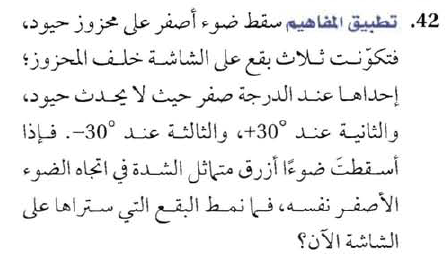 42. تطبيق المفاهيم سقط ضوء أصفر على محزوز حيود،
فتكوّنت ثلاث بقع على الشاشة خلف المحزوز؛
إحداها عند الدرجة صفر حيث لا يحدث حيود،
والثانية عند °30+، والثالثة عند °30-. فإذا
أسقطتَ ضوءًا أزرق متماثل الشدة في اتجاه الضوء
الأصفر نفسه، فما نمط البقع التي ستراها على
الشاشة الآن؟